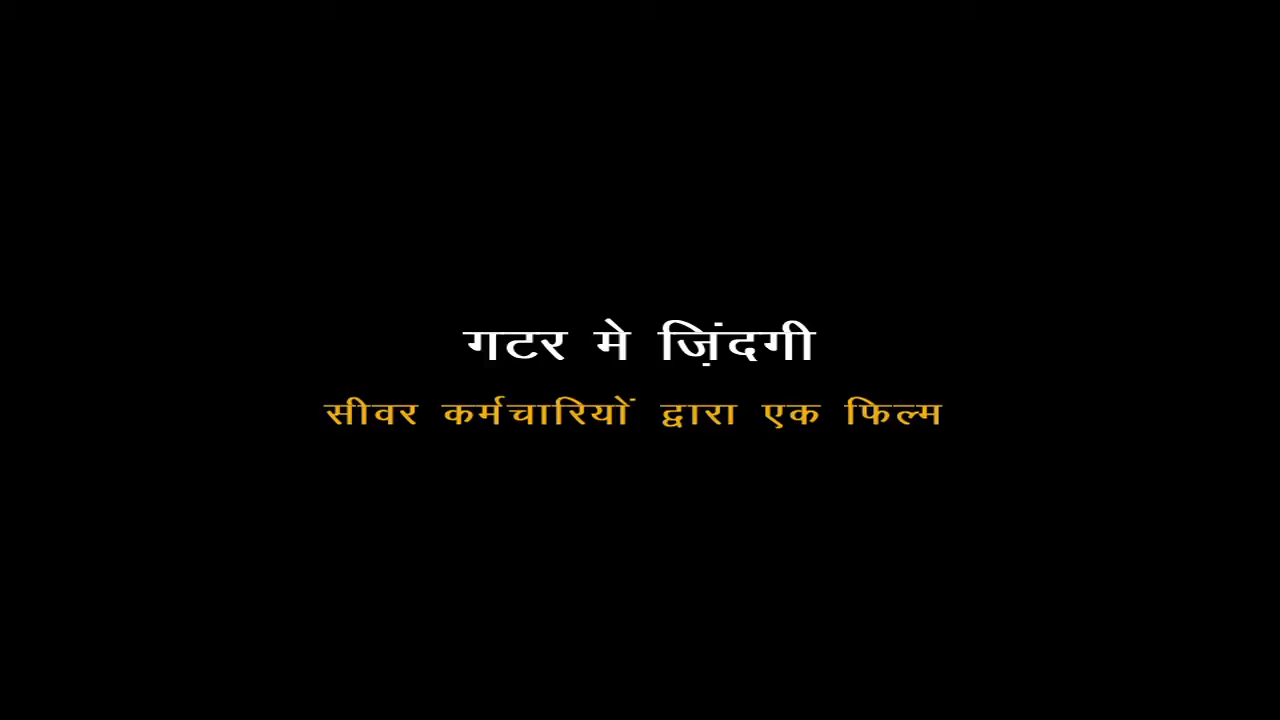 गटर मे ज़िंदगी
सीवर कर्मचारियों द्वारा एक फिल्म